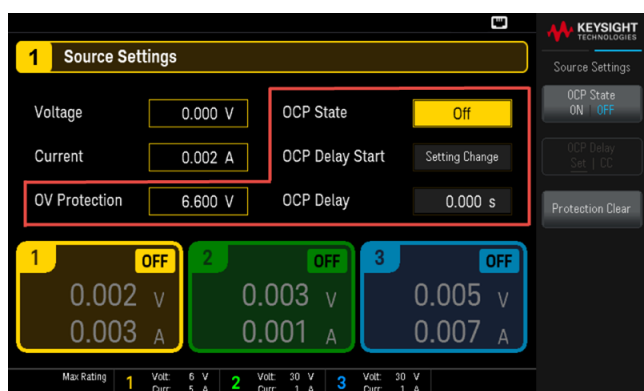 KEYSIGHT
TECHNOLOGIES
1 Source Settings
Source Settings
Voltage 0.000 V OCP State Off
OCP State
ON | OFF
Current 0.002 A OCP Delay Start Setting Change
OCP Delay
Set | CC
OV Protection 6.600 V OCP Delay 0.000 s
Protection Clear
1 OFF 2 OFF 3 OFF
0.002 V 0.003 V 0.005 V
0.003 A 0.001 A 0.007 A
Max Rating 1 Volt: 6 V 2 Volt: 30 V 3 Volt: 30 V
Curr: 5 A Curr: 1 A Curr: 1 A